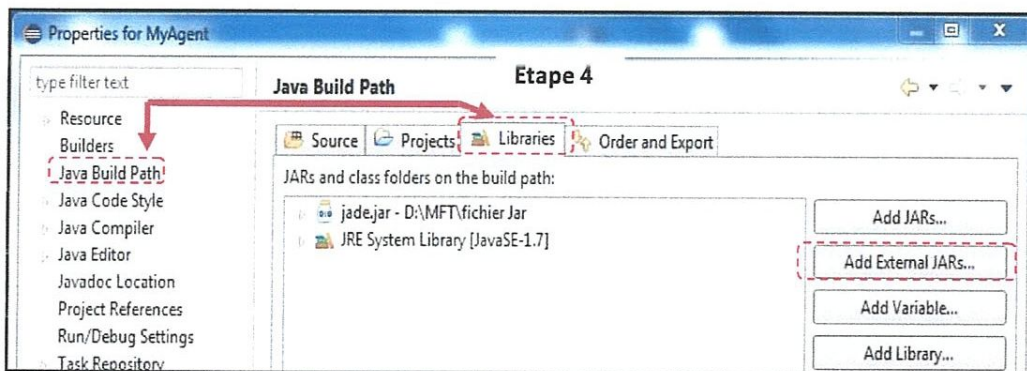 Properties for MyAgent
type filter text
Resource
Builders
Java Build Path
Java Code Style
Java Compiler
Java Editor
Javadoc Location
Project References
Run/Debug Settings
Task Repository
Java Build Path
Etape 4
Source
Projects
Libraries
Order and Export
JARs and class folders on the build path:
jade.jar - D:\MFT\fichier Jar
JRE System Library [JavaSE-1.7]
Add JARs...
Add External JARs...
Add Variable...
Add Library...